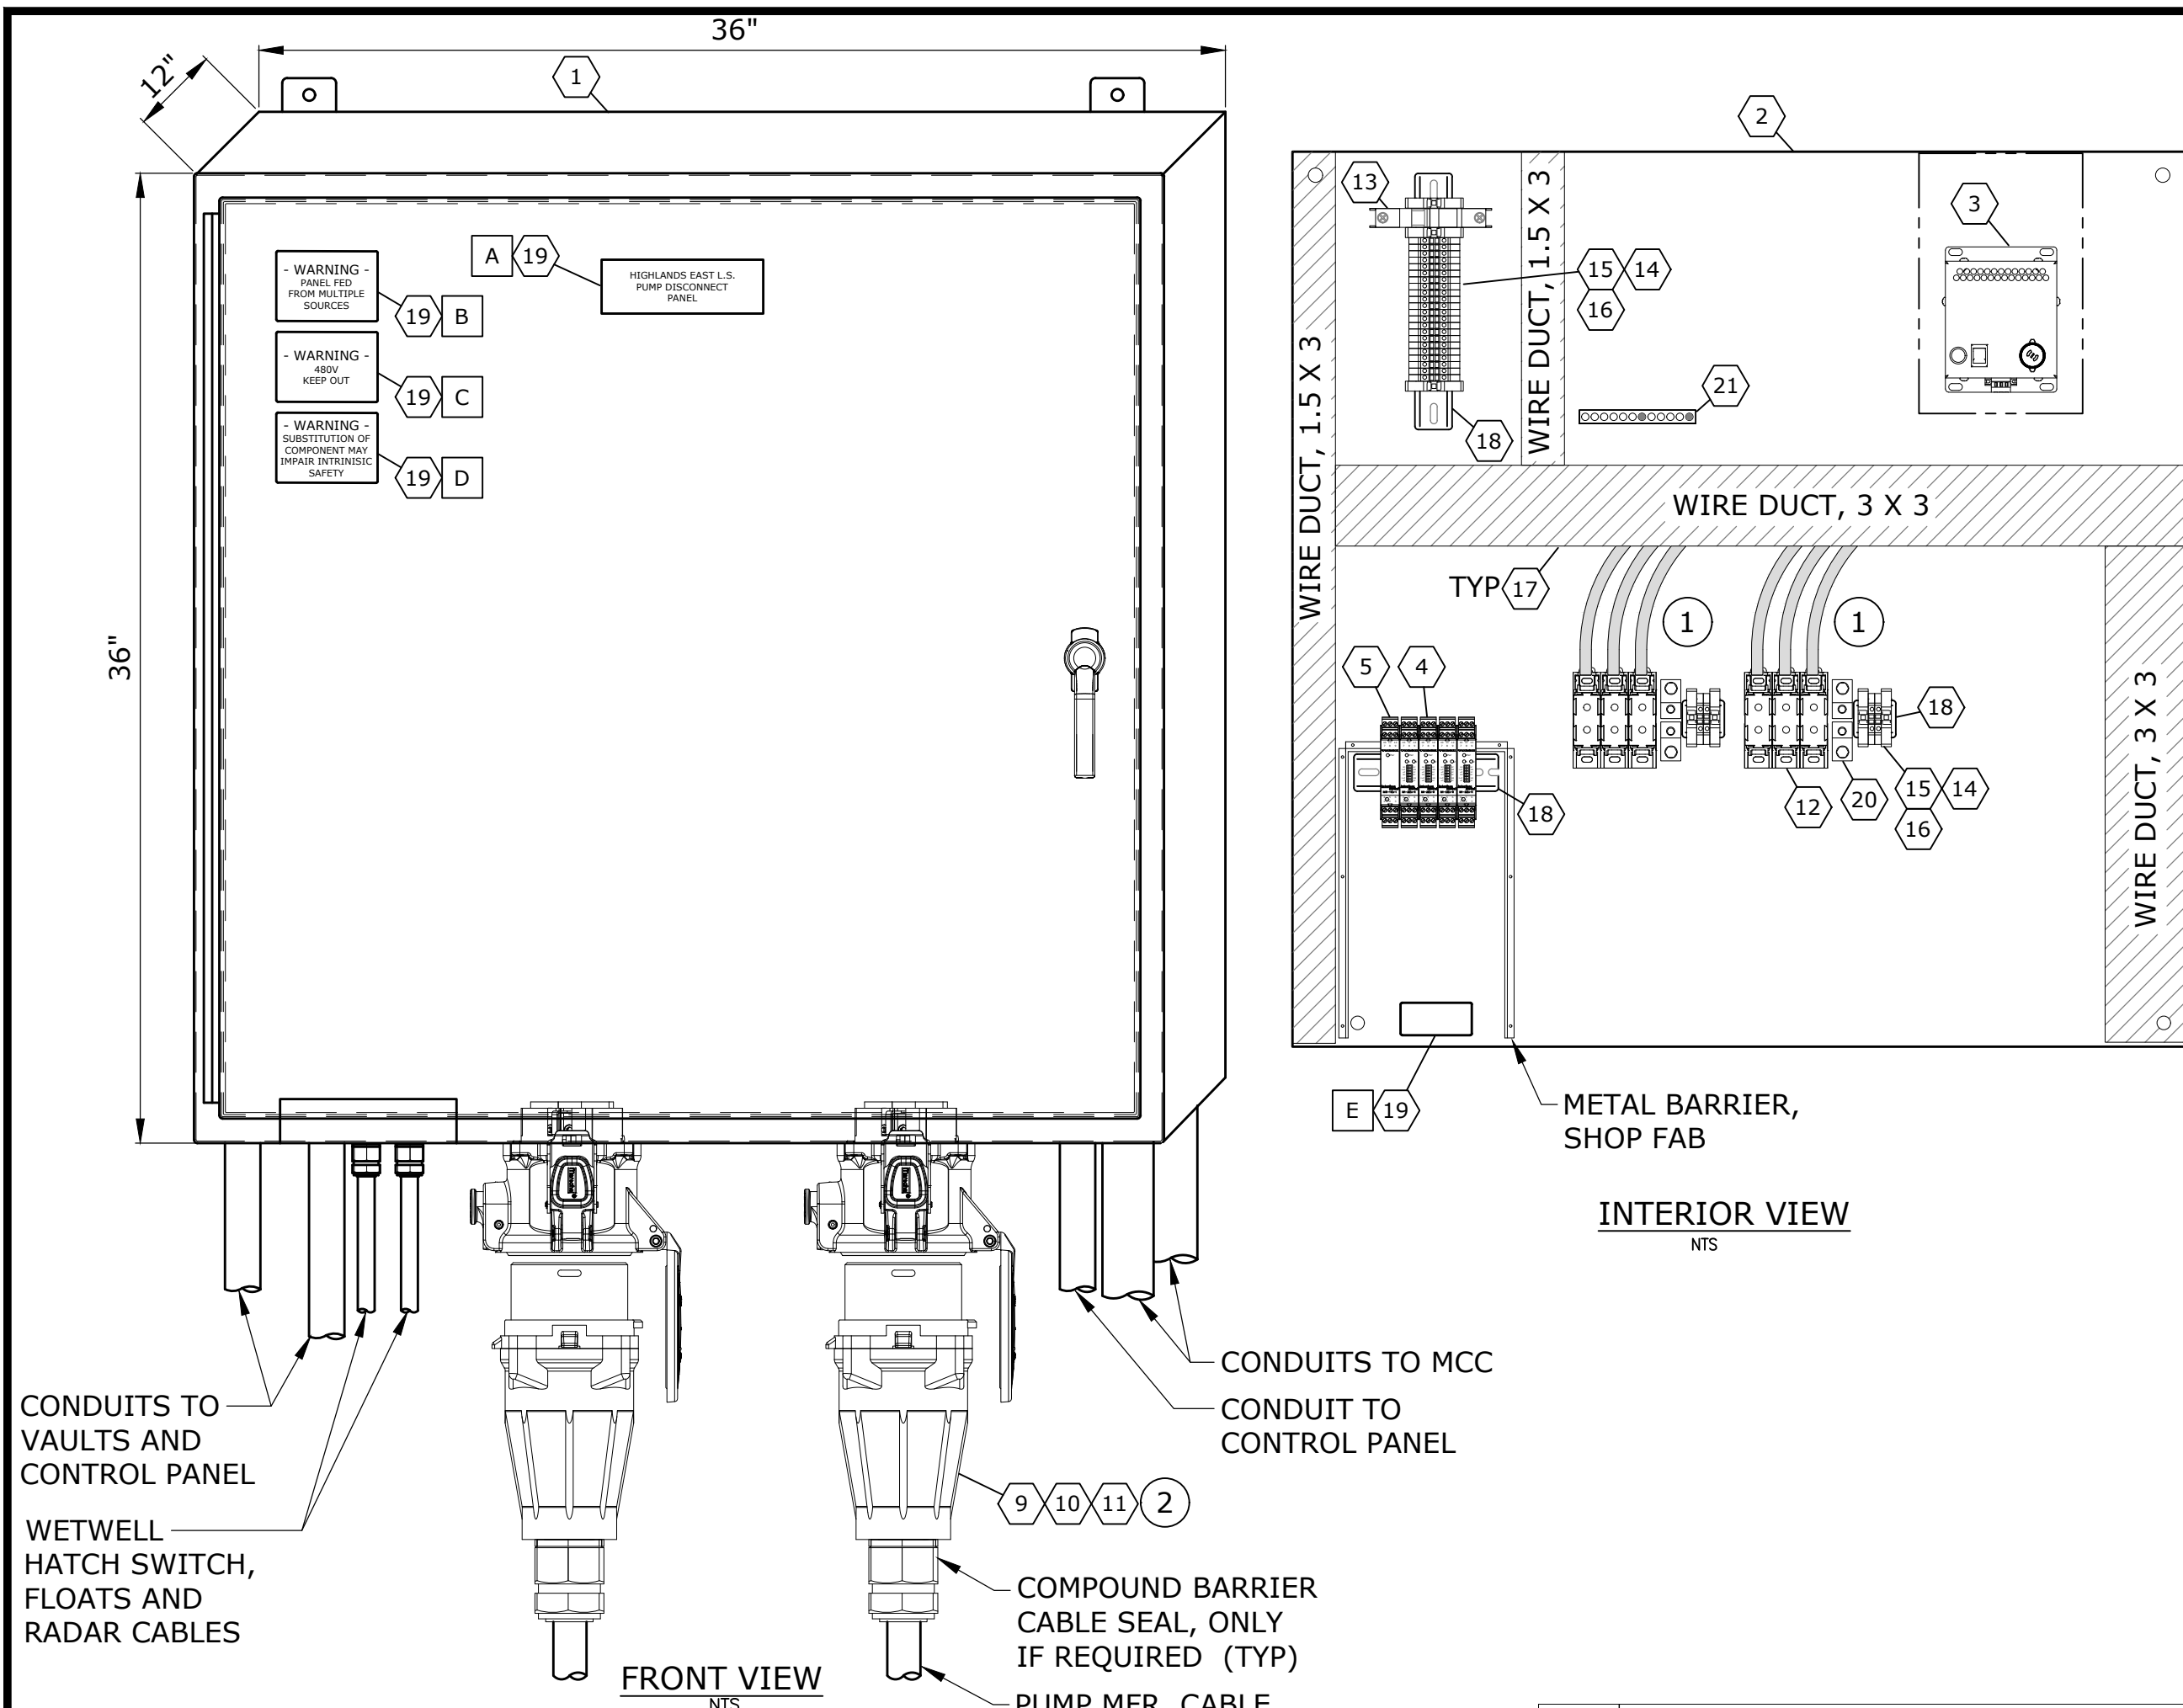 36"
12"
36"
1
- WARNING -
PANEL FED
FROM MULTIPLE
SOURCES
19 B
- WARNING -
480V
KEEP OUT
19 C
- WARNING -
SUBSTITUTION OF
COMPONENT MAY
IMPAIR INTRINISIC
SAFETY
19 D
A 19
HIGHLANDS EAST L.S.
PUMP DISCONNECT
PANEL
CONDUITS TO
VAULTS AND
CONTROL PANEL
WETWELL
HATCH SWITCH,
FLOATS AND
RADAR CABLES
CONDUITS TO MCC
CONDUIT TO
CONTROL PANEL
9 10 11 2
COMPOUND BARRIER
CABLE SEAL, ONLY
IF REQUIRED (TYP)
PUMP MFR. CABLE
FRONT VIEW
NTS
2
13
3
15 14
16
21
18
WIRE DUCT, 1.5 X 3
WIRE DUCT, 1.5 X 3
WIRE DUCT, 3 X 3
TYP 17
1
1
5 4
18
18
12 20 15 14
16
WIRE DUCT, 3 X 3
E 19
METAL BARRIER,
SHOP FAB
INTERIOR VIEW
NTS